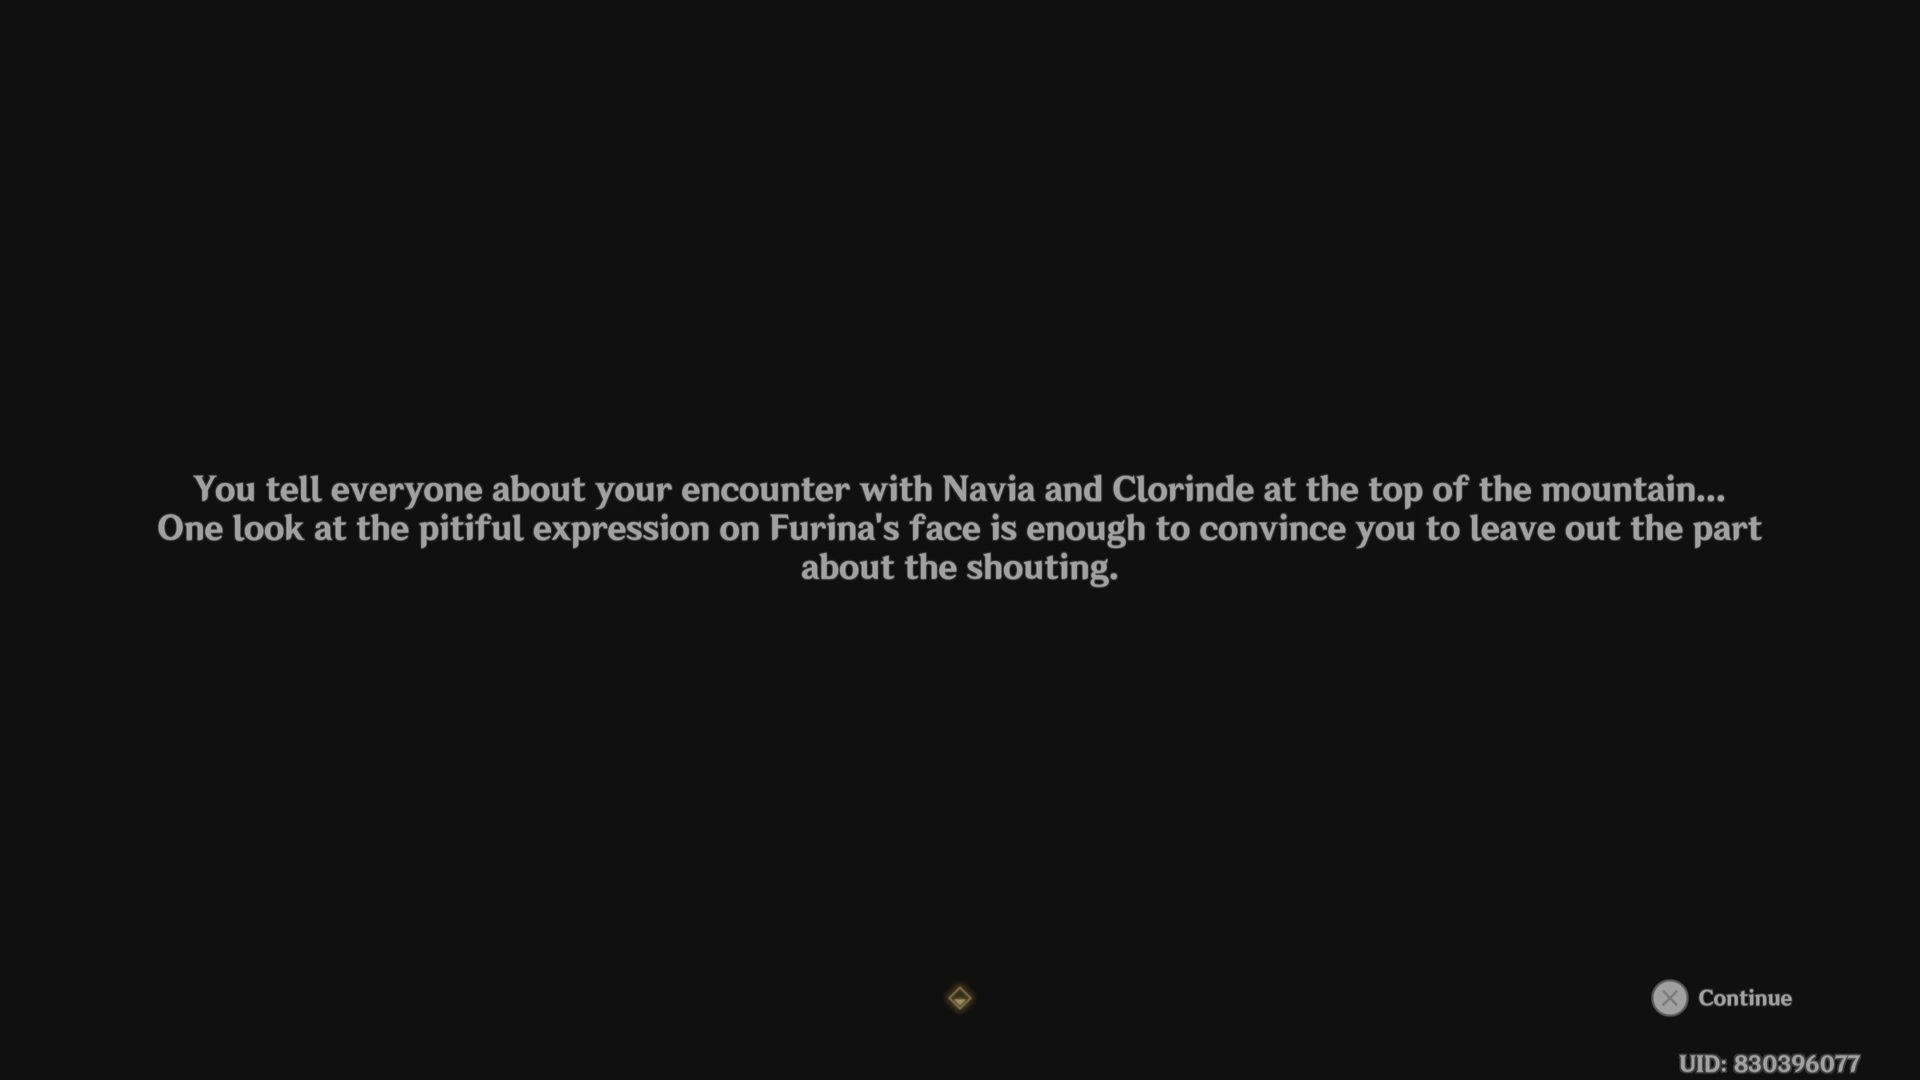 You tell everyone about your encounter with Navia and Clorinde at the top of the mountain...
One look at the pitiful expression on Furina's face is enough to convince you to leave out the part
about the shouting.
Continue
UID: 830396077